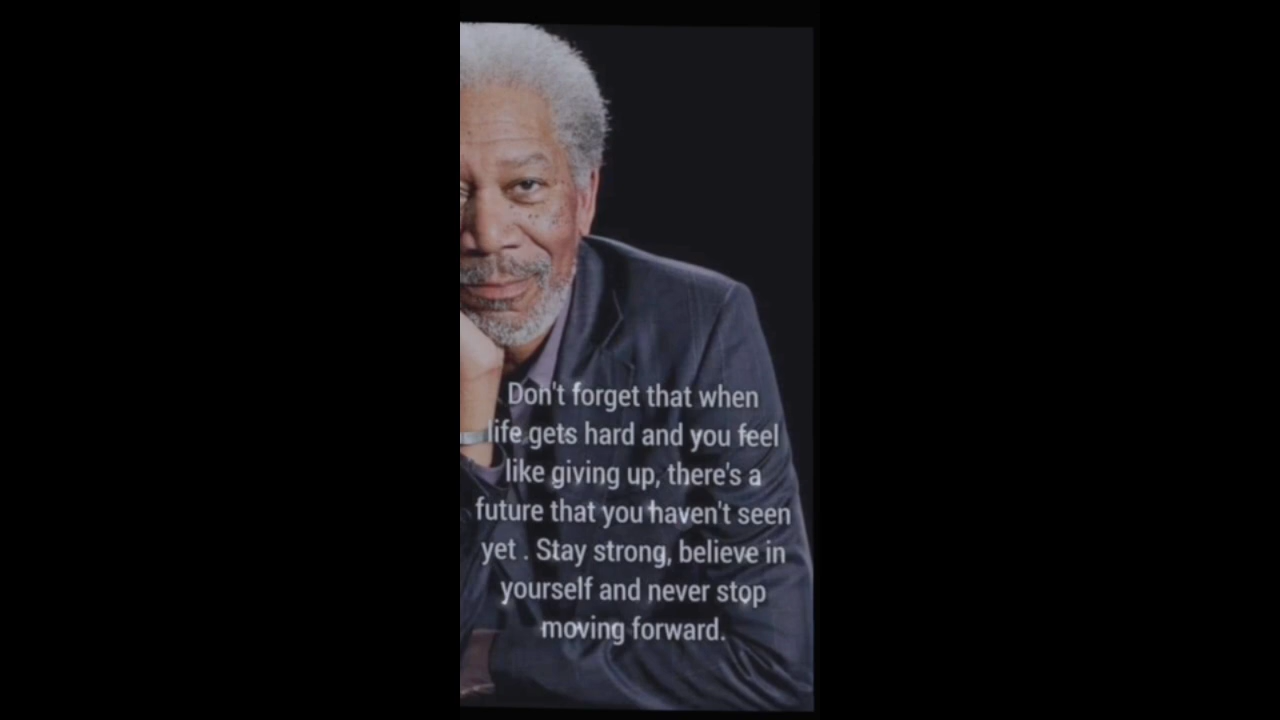 Don't forget that when
life gets hard and you feel
like giving up, there's a
future that you haven't seen
yet . Stay strong, believe in
yourself and never stop
moving forward.